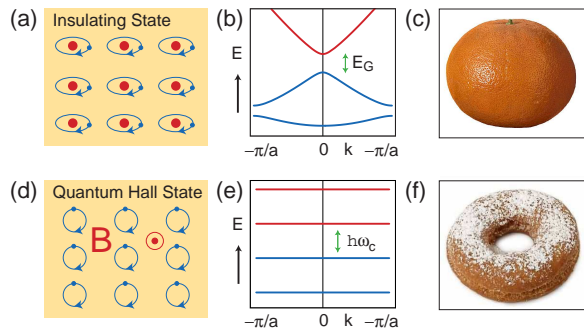 (a) Insulating State
(b)
E
E_G
−π/a 0 k −π/a
(c)
(d) Quantum Hall State
B
(e)
E
ħω_c
−π/a 0 k −π/a
(f)